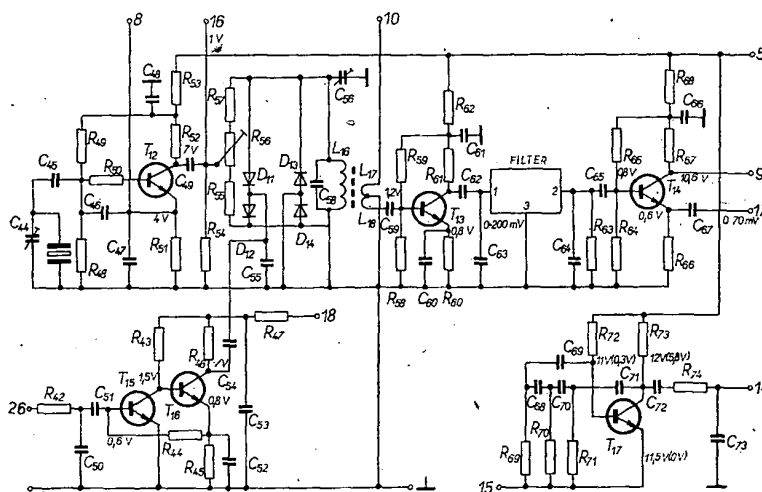 8
16
10
1V
5
C48
R53
R57
C56
R68
C66
R62
R49
R52
R56
L16
L17
R59
C61
R65
R67
T12
7V
D11
D13
R61
C62
FILTER
C65
0,8V
C45
R50
C49
R55
C58
L18
1,2V
C59
T13
1
2
3
T14
10,6V
9
C46
4V
R54
D12
D14
0,8V
0-200mV
0,6V
C67
0-70mV
C44
R48
C47
R51
C55
R58
C60
R60
C63
C64
R63
R64
R66
18
R43
R46
R47
R72
R73
C69
11V(0,3V)
12V(5,8V)
R42
C51
T15
1,5V
T16
C54
C71
R74
26
0,8V
C53
C68
C70
C72
0,6V
R44
T17
C50
R45
C52
R69
R70
R71
11,5V(0V)
C73
15